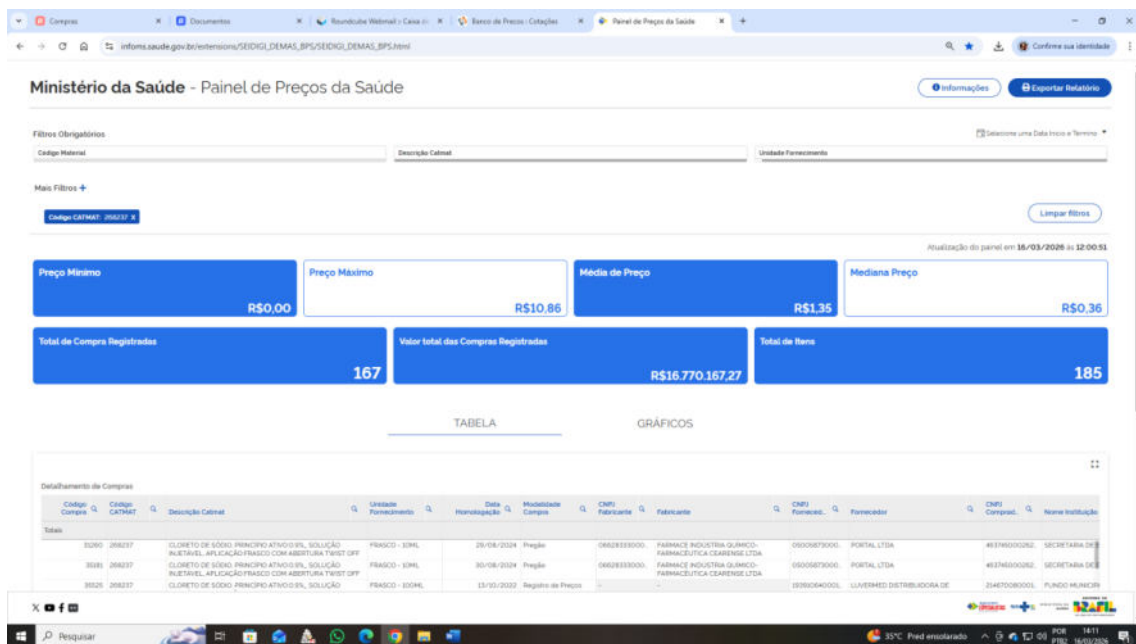 Compras
Documentos
Roundcube Webmail :: Caixa de
Banco de Preços | Cotações
Painel de Preços da Saúde
infoms.saude.gov.br/extensions/SEIDIGI_DEMAS_BPS/SEIDIGI_DEMAS_BPS.html
Confirme sua identidade
Ministério da Saúde - Painel de Preços da Saúde
Informações
Exportar Relatório
Filtros Obrigatórios
Selecione uma Data Início e Termino
Código Material
Descrição Catmat
Unidade Fornecimento
Mais Filtros +
Código CATMAT: 268237 X
Limpar filtros
Atualização do painel em 16/03/2026 às 12:00:51
Preço Mínimo
Preço Máximo
Média de Preço
Mediana Preço
R$0,00
R$10,86
R$1,35
R$0,36
Total de Compra Registradas
Valor total das Compras Registradas
Total de Itens
167
R$16.770.167,27
185
TABELA
GRÁFICOS
Detalhamento de Compras
Código Compra
Código CATMAT
Descrição Catmat
Unidade Fornecimento
Data Homologação
Modalidade Compra
CNPJ Fabricante
Fabricante
CNPJ Forneced..
Fornecedor
CNPJ Comprad..
Nome Instituição
Totais
268237 CLORETO DE SÓDIO, PRINCÍPIO ATIVO:0,9%, SOLUÇÃO INJETÁVEL, APLICAÇÃO:FRASCO COM ABERTURA TWIST OFF FRASCO - 10ML 29/08/2024 Pregão FARMACE INDÚSTRIA QUÍMICO-FARMACÊUTICA CEARENSE LTDA PORTAL LTDA SECRETARIA DE
268237 CLORETO DE SÓDIO, PRINCÍPIO ATIVO:0,9%, SOLUÇÃO INJETÁVEL, APLICAÇÃO:FRASCO COM ABERTURA TWIST OFF FRASCO - 10ML 30/08/2024 Pregão FARMACE INDÚSTRIA QUÍMICO-FARMACÊUTICA CEARENSE LTDA PORTAL LTDA SECRETARIA DE
268237 CLORETO DE SÓDIO, PRINCÍPIO ATIVO:0,9%, SOLUÇÃO FRASCO - 100ML 13/10/2022 Registro de Preços - - LUVERMED DISTRIBUIDORA DE FUNDO MUNICIPI
BRASIL
Pesquisar
35°C Pred ensolarado
POR
PTB2
14:11
16/03/2026